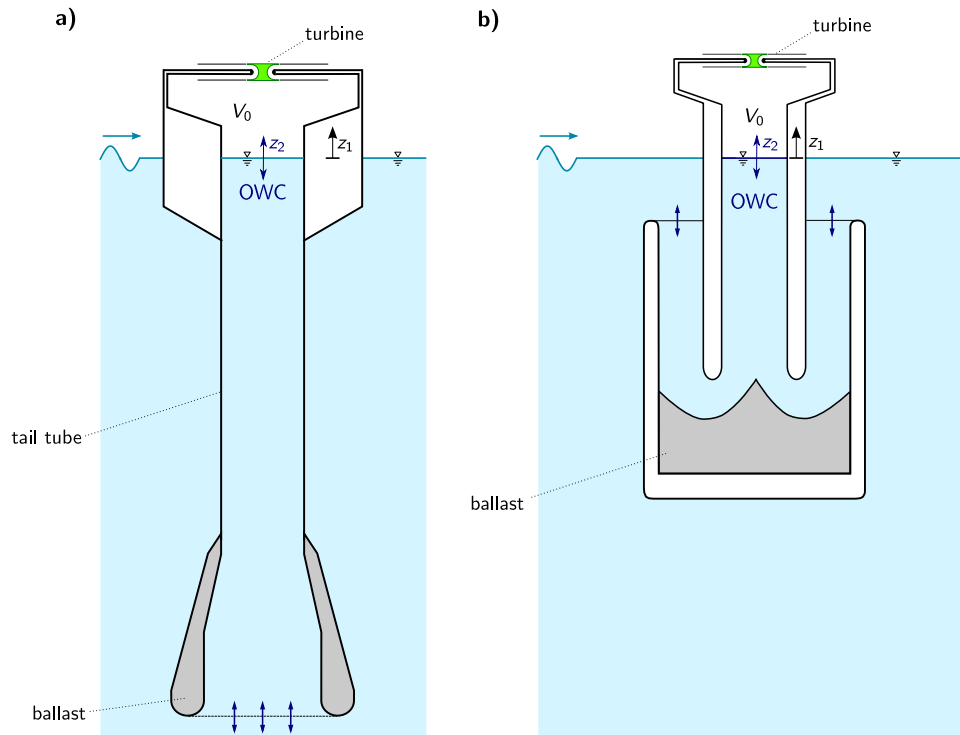 a)
turbine
V₀
z₂
z₁
OWC
tail tube
ballast
b)
turbine
V₀
z₂
z₁
OWC
ballast